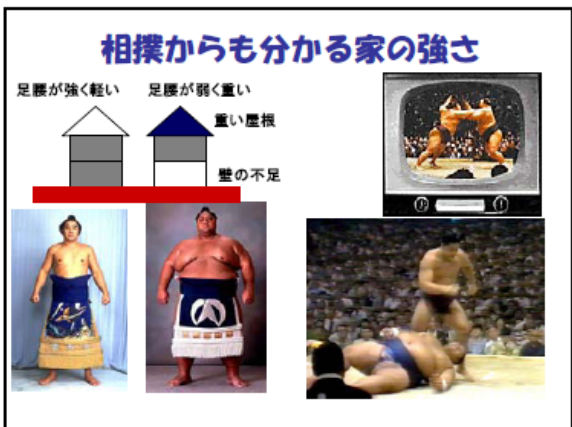 相撲からも分かる家の強さ
足腰が強く軽い
足腰が弱く重い
重い屋根
壁の不足